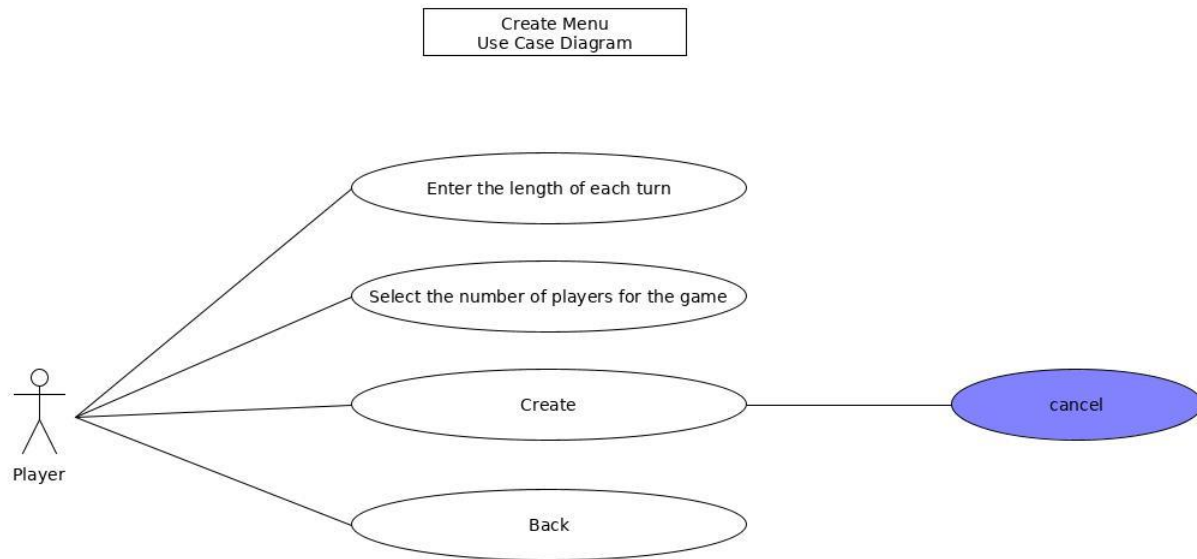 Create Menu
Use Case Diagram
Enter the length of each turn
Select the number of players for the game
Create
cancel
Player
Back